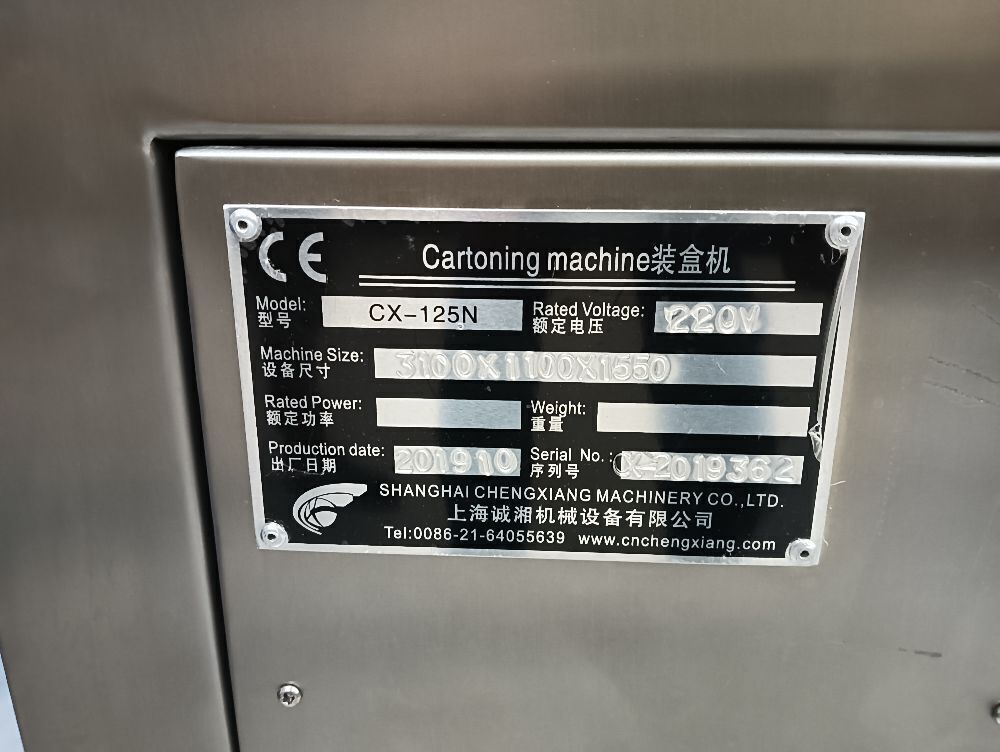 CE Cartoning machine装盒机
Model: CX-125N Rated Voltage: 220V
型号 额定电压
Machine Size: 3100X1100X1550
设备尺寸
Rated Power: Weight:
额定功率 重量
Production date: 201910 Serial No.: CX-2019362
出厂日期 序列号
SHANGHAI CHENGXIANG MACHINERY CO.,LTD.
上海诚湘机械设备有限公司
Tel:0086-21-64055639 www.cnchengxiang.com